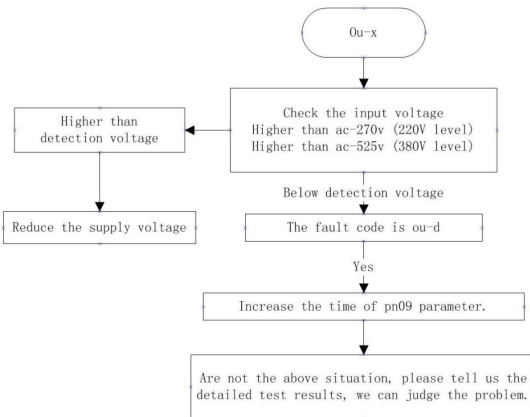 Ou-x
Check the input voltage
Higher than ac-270v (220V level)
Higher than ac-525v (380V level)
Higher than
detection voltage
Reduce the supply voltage
Below detection voltage
The fault code is ou-d
Yes
Increase the time of pn09 parameter.
Are not the above situation, please tell us the
detailed test results, we can judge the problem.